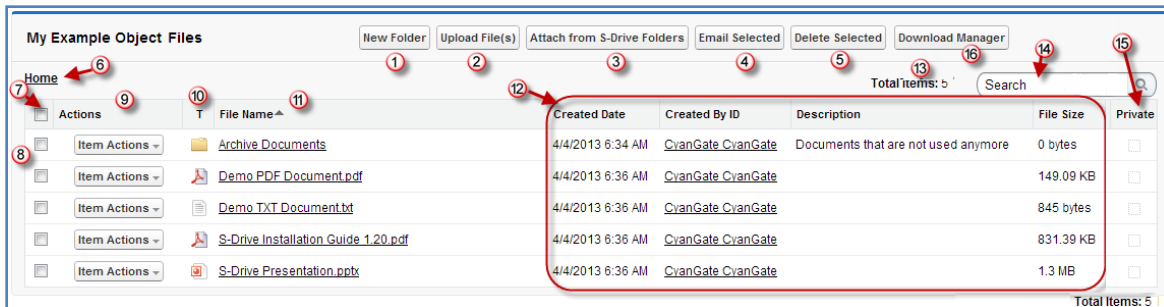 My Example Object Files
New Folder Upload File(s) Attach from S-Drive Folders Email Selected Delete Selected Download Manager
1 2 3 4 5 16 14 15
Home 6 13
Total Items: 5 Search
7 9 10 11 12
Actions T File Name Created Date Created By ID Description File Size Private
8
Item Actions Archive Documents 4/4/2013 6:34 AM CyanGate CyanGate Documents that are not used anymore 0 bytes
Item Actions Demo PDF Document.pdf 4/4/2013 6:36 AM CyanGate CyanGate 149.09 KB
Item Actions Demo TXT Document.txt 4/4/2013 6:36 AM CyanGate CyanGate 845 bytes
Item Actions S-Drive Installation Guide 1.20.pdf 4/4/2013 6:36 AM CyanGate CyanGate 831.39 KB
Item Actions S-Drive Presentation.pptx 4/4/2013 6:36 AM CyanGate CyanGate 1.3 MB
Total Items: 5